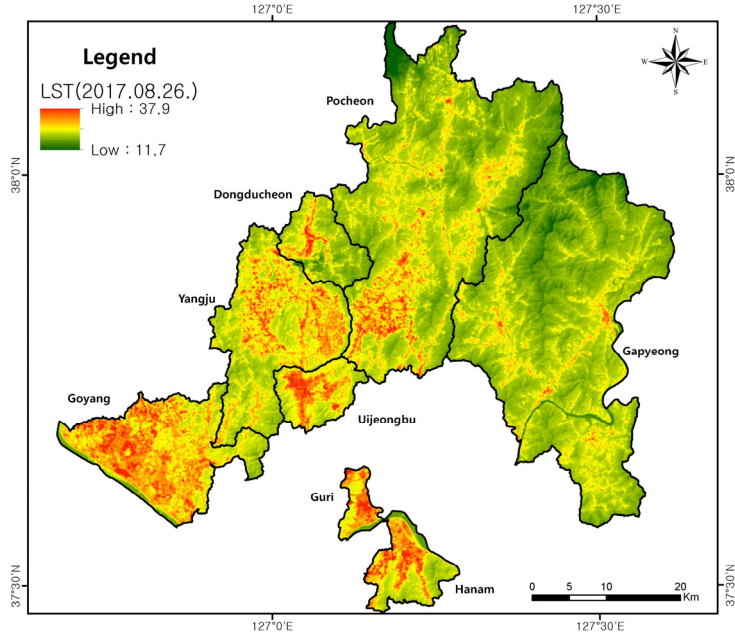 127°0'E
127°30'E
Legend
LST(2017.08.26.)
High : 37.9
Low : 11.7
N
W
E
S
Pocheon
38°0'N
38°0'N
Dongducheon
Yangju
Gapyeong
Goyang
Uijeongbu
Guri
Hanam
37°30'N
37°30'N
0 5 10 20
Km
127°0'E
127°30'E